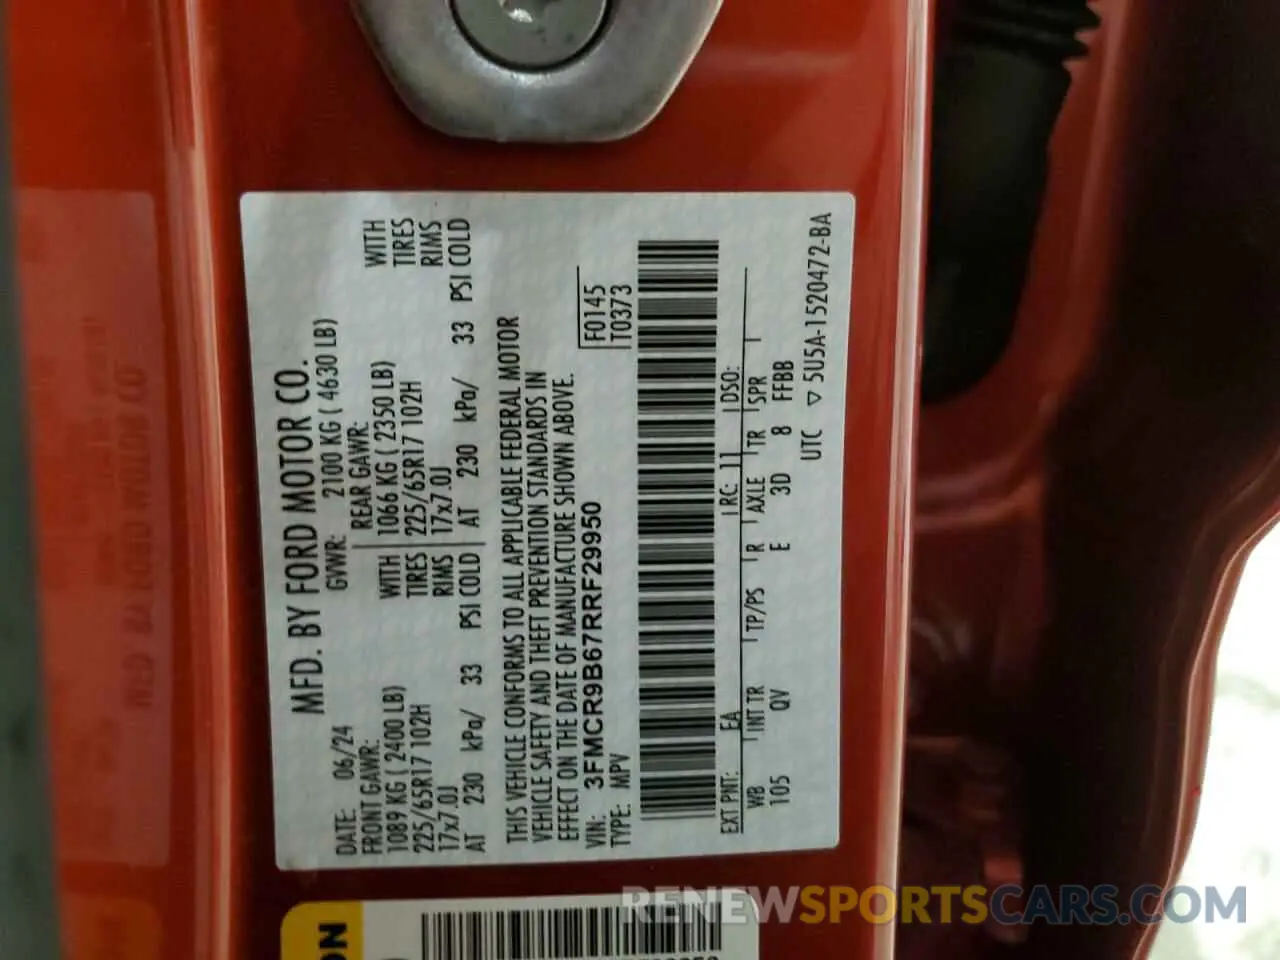 MFD. BY FORD MOTOR CO.
DATE: 06/24 GVWR: 2100 KG ( 4630 LB)
FRONT GAWR: REAR GAWR:
1089 KG ( 2400 LB) WITH 1066 KG ( 2350 LB) WITH
225/65R17 102H TIRES 225/65R17 102H TIRES
17x7.0J RIMS 17x7.0J RIMS
AT 230 kPa/ 33 PSI COLD AT 230 kPa/ 33 PSI COLD
THIS VEHICLE CONFORMS TO ALL APPLICABLE FEDERAL MOTOR
VEHICLE SAFETY AND THEFT PREVENTION STANDARDS IN
EFFECT ON THE DATE OF MANUFACTURE SHOWN ABOVE.
VIN: 3FMCR9B67RRF29950 F0145
TYPE: MPV T0373
EXT PNT: EA RC: 11 DSO:
WB INT TR TP/PS R AXLE TR SPR
105 QV E 3D 8 FFBB
UTC ▽ 5U5A-1520472-BA
RENEWSPORTSCARS.COM